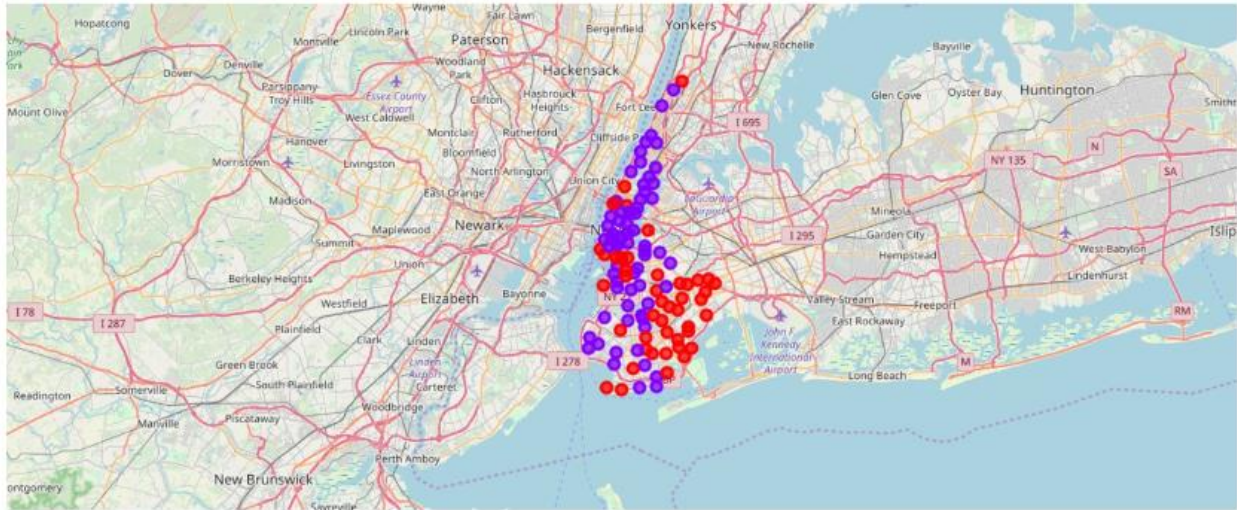 Hopatcong
Wayne
Fair Lawn
Bergenfield
Yonkers
Montville
Lincoln Park
Paterson
New Rochelle
Bayville
Denville
Woodland
Park
Hackensack
Dover
Parsippany-
Troy Hills
Essex County
Airport
Clifton
Hasbrouck
Heights
Fort Lee
Glen Cove
Oyster Bay
Huntington
Mount Olive
West Caldwell
I 695
Montclair
Rutherford
Cliffside
Hanover
Bloomfield
NY 135
N
Morristown
Livingston
North Arlington
SA
Madison
East Orange
Union City
LaGuardia
Airport
Mineola
Newark
I 295
Garden City
Summit
Maplewood
Hempstead
West Babylon
Islip
Union
Lindenhurst
Berkeley Heights
Elizabeth
Bayonne
Valley Stream
Freeport
I 78
I 287
Westfield
East Rockaway
RM
Plainfield
Clark
Linden
John F.
Kennedy
International
Airport
Green Brook
Linden
Airport
I 278
M
Long Beach
South Plainfield
Carteret
Readington
Somerville
Woodbridge
Piscataway
Manville
Perth Amboy
New Brunswick
Sayreville